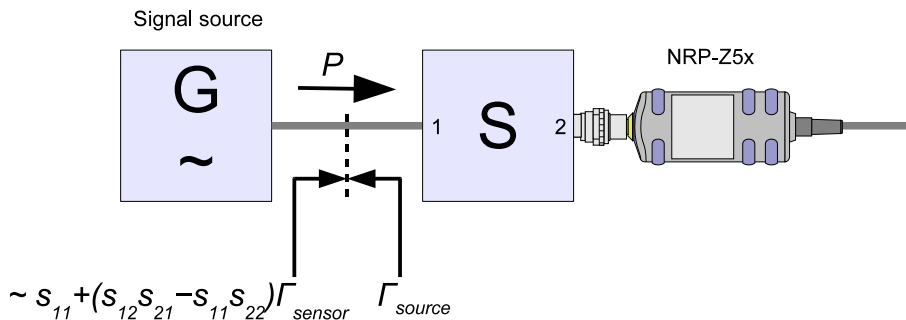 Signal source
NRP-Z5x
P
G
~
1
S
2
~ s11+(s12s21−s11s22)Γsensor
Γsource